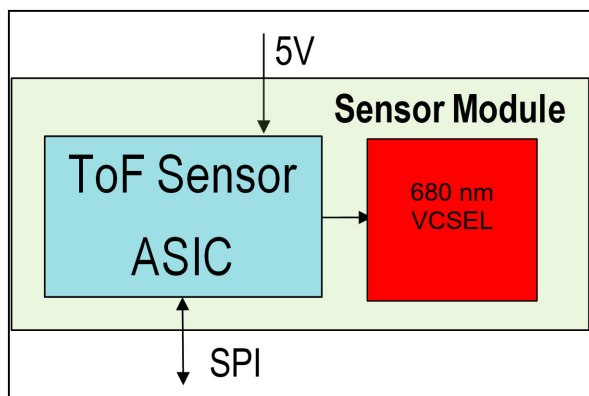 5V
Sensor Module
ToF Sensor
ASIC
680 nm
VCSEL
SPI